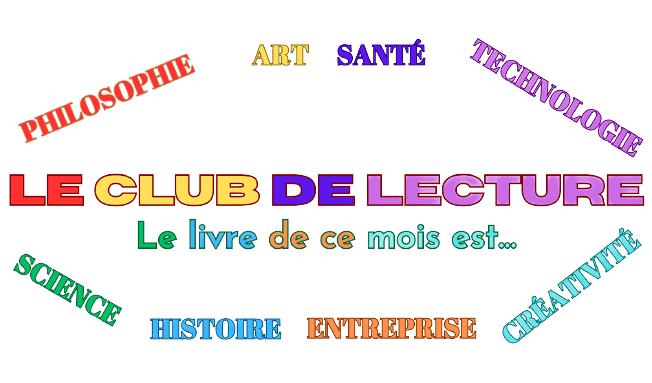 ART SANTÉ
PHILOSOPHIE
TECHNOLOGIE
LE CLUB DE LECTURE
Le livre de ce mois est...
SCIENCE
CRÉATIVITÉ
HISTOIRE ENTREPRISE